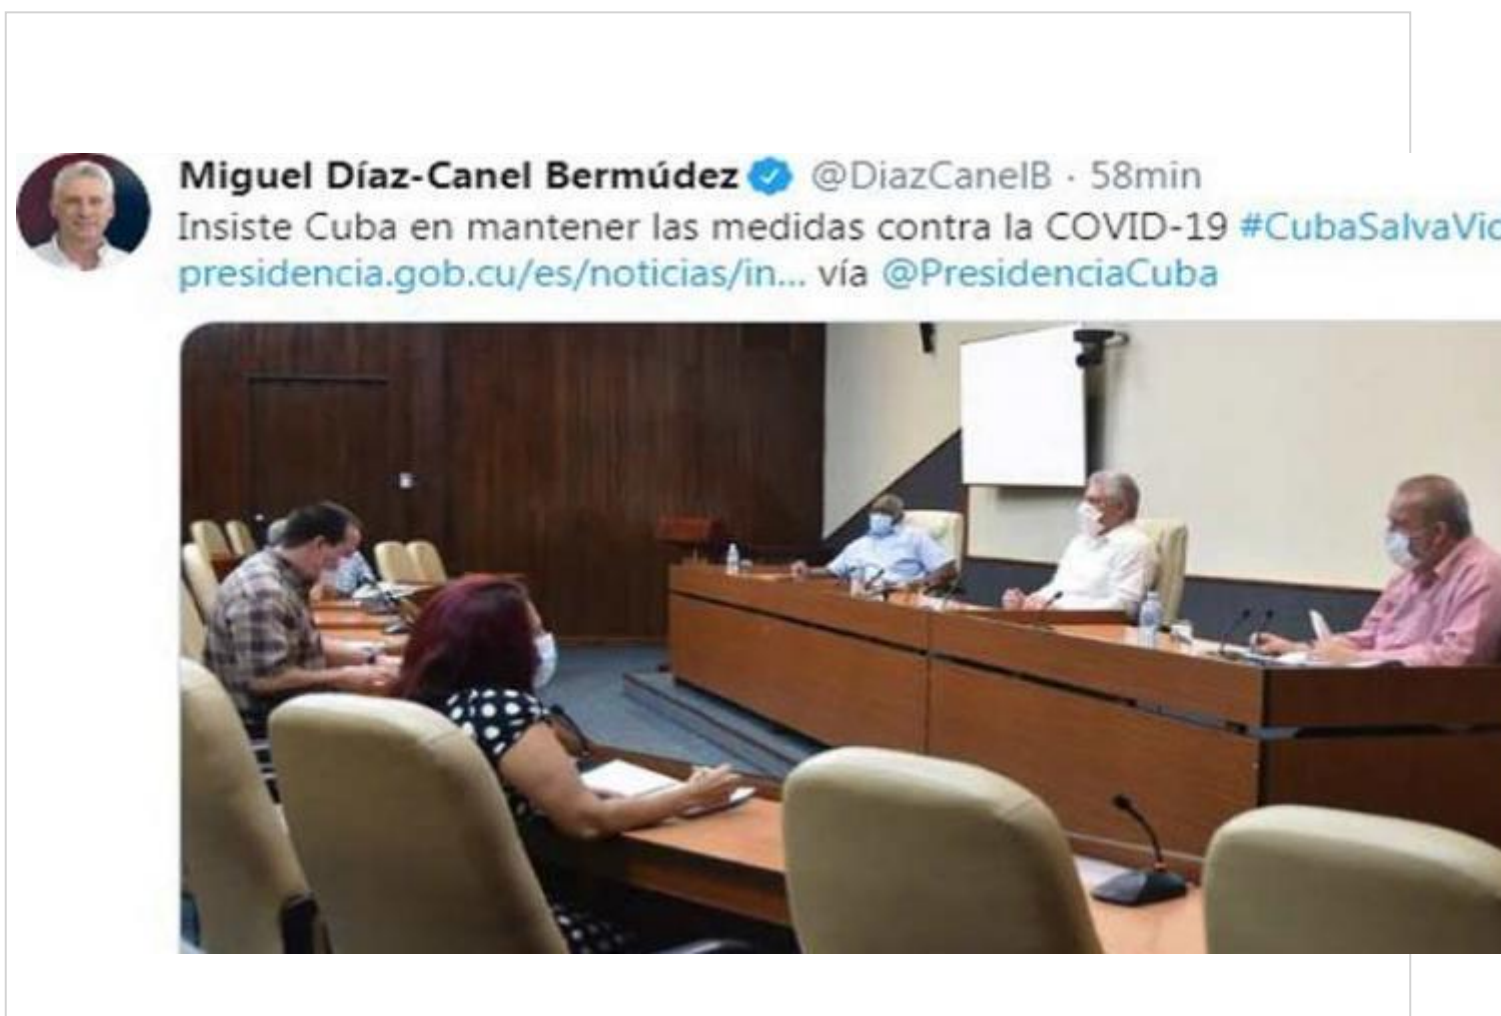 Miguel Díaz-Canel Bermúdez @DiazCanelB · 58min
Insiste Cuba en mantener las medidas contra la COVID-19
presidencia.gob.cu/es/noticias/in... vía @PresidenciaCuba